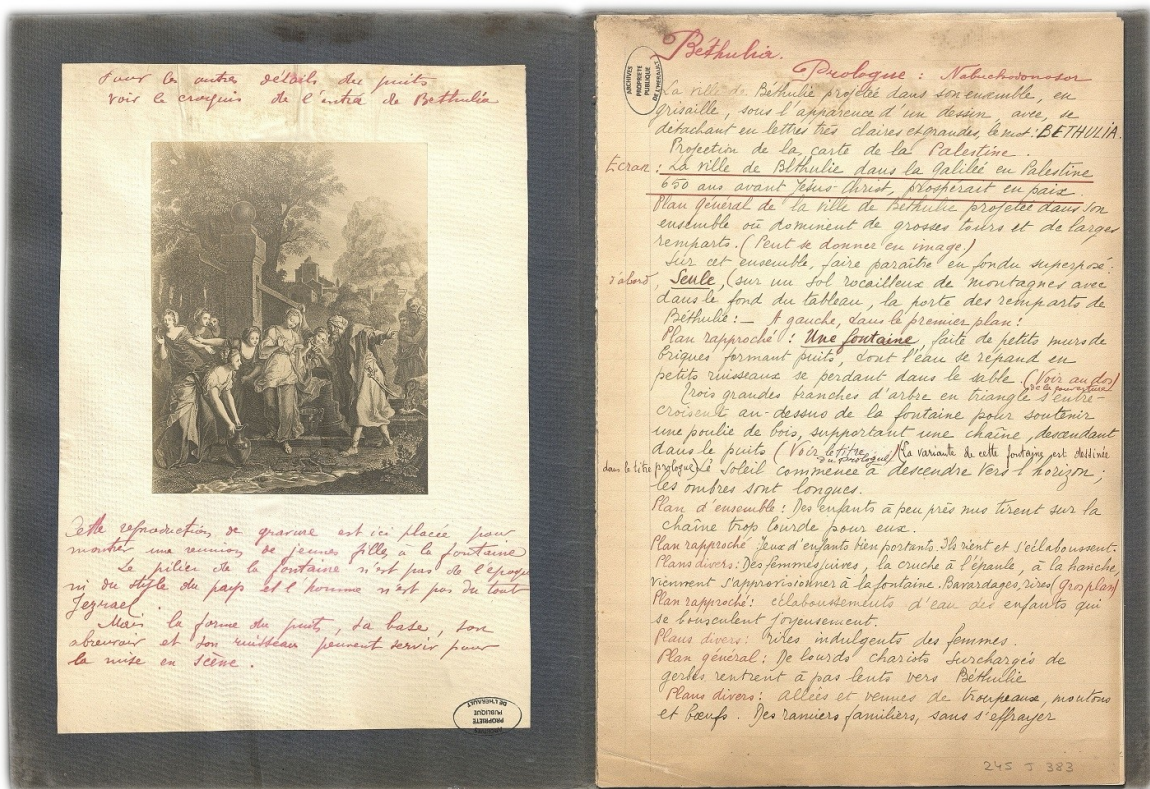 Pour les autres détails du puits
voir le croquis de l'entrée de Bethulia
Cette reproduction de gravure est ici placée pour
montrer une réunion de jeunes filles à la fontaine
Le pilier de la fontaine n'est pas de l'époque
ni du style du pays et l'homme n'est pas du tout
Jezrael.
Mais la forme du puits, sa base, son
abreuvoir et son ruisseau peuvent servir pour
la mise en scène.
PROPRIETE
PUBLIQUE
DE L'HERAULT
Béthulia.
Prologue : Nabuchodonosor
ARCHIVES
PROPRIETE
PUBLIQUE
DE L'HERAULT
La ville de Béthulie projetée dans son ensemble, en
grisaille, sous l'apparence d'un dessin avec, se
détachant en lettres très claires et grandes, le mot : BETHULIA.
Projection de la carte de la Palestine.
Ecran : La ville de Béthulie dans la Galilée en Palestine
650 ans avant Jésus-Christ, prospérait en paix.
Plan général de la ville de Béthulie projetée dans son
ensemble où dominent de grosses tours et de larges
remparts. (Peut se donner en image.)
Sur cet ensemble, faire paraître en fondu superposé :
d'abord, Seule, (sur un sol rocailleux de montagnes avec
dans le fond du tableau, la porte des remparts de
Béthulie : — A gauche, dans le premier plan :
Plan rapproché : Une fontaine, faite de petits murs de
briques formant puits, dont l'eau se répand en
petits ruisseaux se perdant dans le sable. (Voir au dos)
de la couverture
Trois grandes branches d'arbre en triangle s'entre-
croisent au-dessus de la fontaine pour soutenir
une poulie de bois, supportant une chaîne, descendant
dans le puits (Voir le titre du prologue) (la variante de cette fontaine est dessinée
dans le titre prologue) Le Soleil commence à descendre vers l'horizon ;
les ombres sont longues.
Plan d'ensemble : Des enfants à peu près nus tirent sur la
chaîne trop lourde pour eux.
Plan rapproché Jeux d'enfants bien portants. Ils rient et s'éclaboussent.
Plans divers : Des femmes juives, la cruche à l'épaule, à la hanche,
viennent s'approvisionner à la fontaine. Bavardages, rires (Gros plan)
Plan rapproché : éclaboussements d'eau des enfants qui
se bousculent joyeusement.
Plans divers : Rires indulgents des femmes.
Plan général : De lourds chariots surchargés de
gerbes rentrent à pas lents vers Béthulie
Plans divers : allées et venues de troupeaux, moutons
et bœufs. Des ramiers familiers, sans s'effrayer
245 J 383